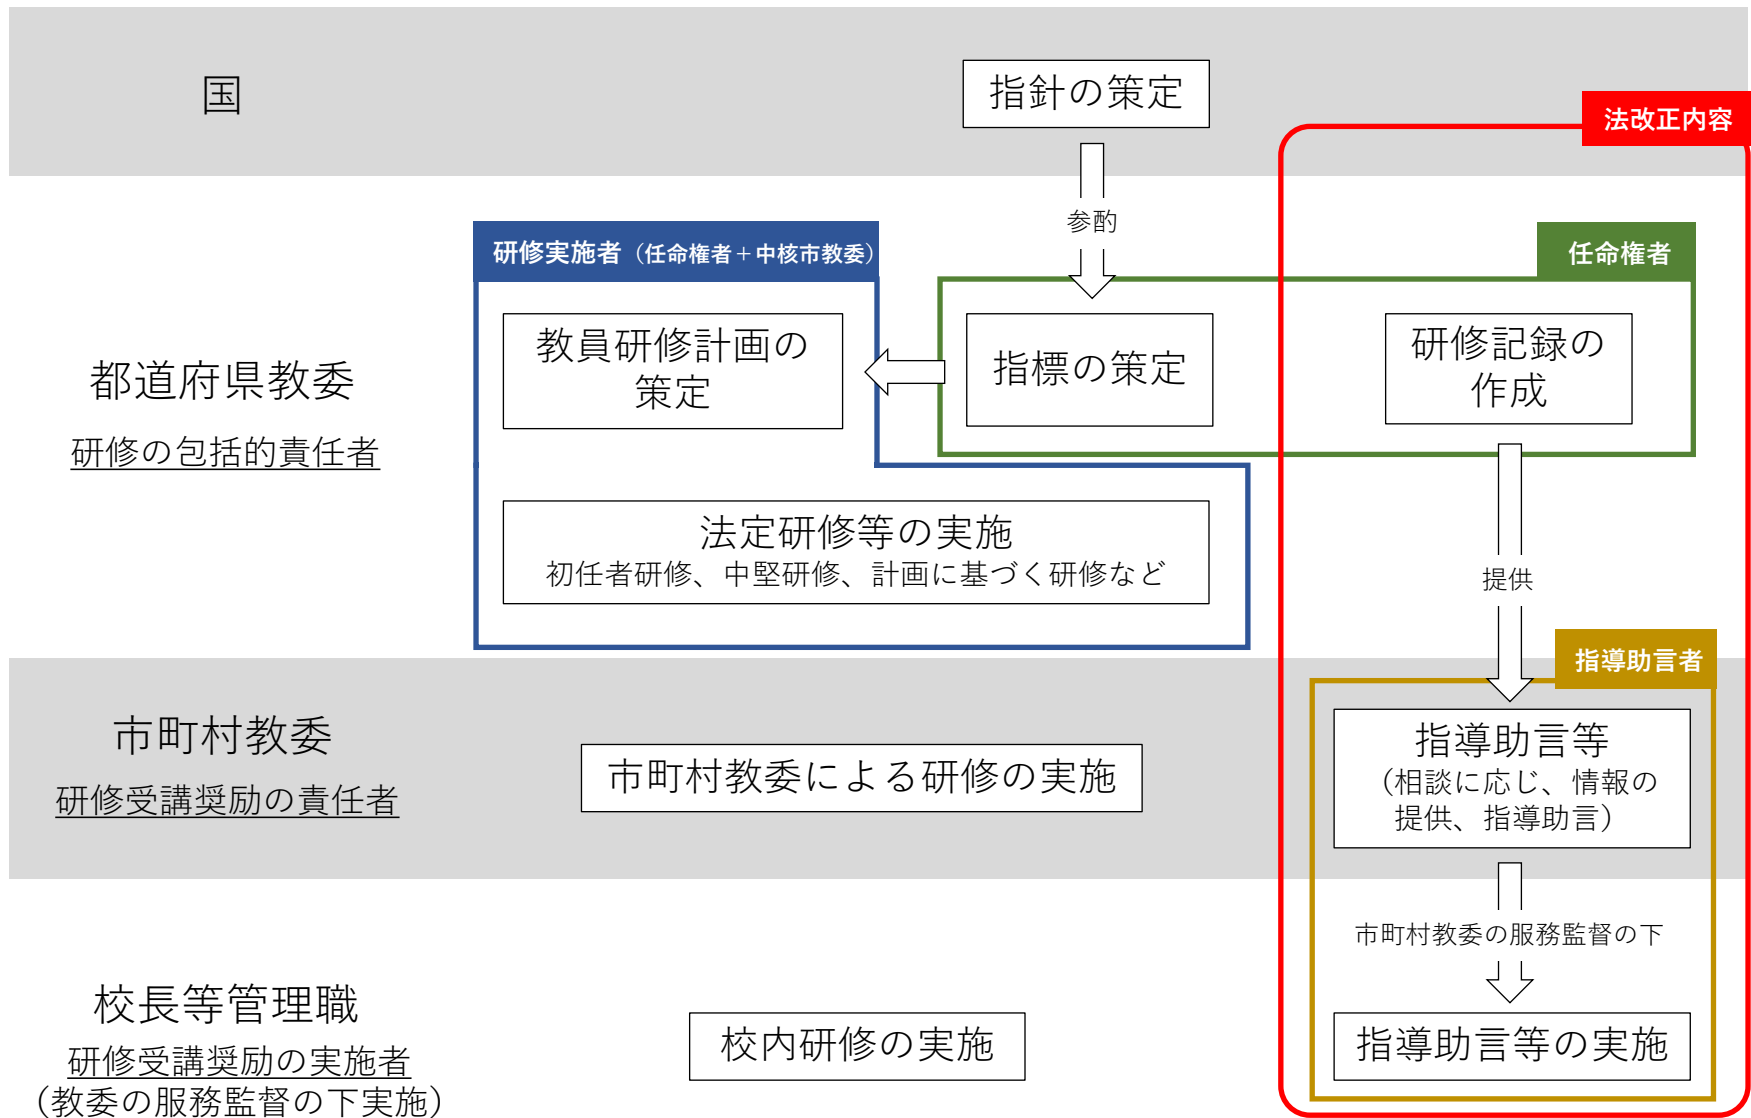 国
指針の策定
法改正内容
参酌
研修実施者（任命権者＋中核市教委）
任命権者
都道府県教委
研修の包括的責任者
教員研修計画の
策定
指標の策定
研修記録の
作成
法定研修等の実施
初任者研修、中堅研修、計画に基づく研修など
提供
指導助言者
市町村教委
研修受講奨励の責任者
市町村教委による研修の実施
指導助言等
（相談に応じ、情報の
提供、指導助言）
市町村教委の服務監督の下
校長等管理職
研修受講奨励の実施者
（教委の服務監督の下実施）
校内研修の実施
指導助言等の実施